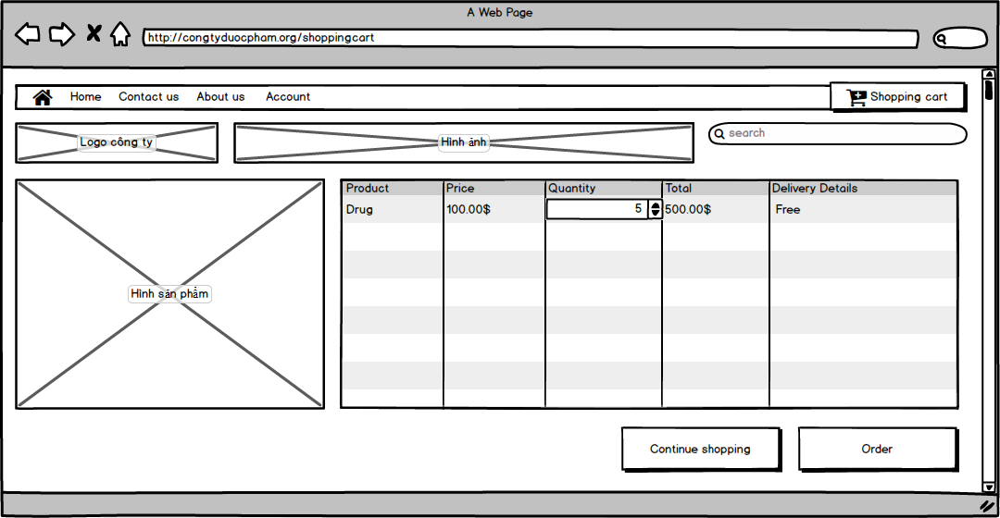 A Web Page
http://congtyduocpham.org/shoppingcart
Home Contact us About us Account Shopping cart
Logo công ty
Hình ảnh
search
Product Price Quantity Total Delivery Details
Drug 100.00$ 5 500.00$ Free
Hình sản phẩm
Continue shopping Order